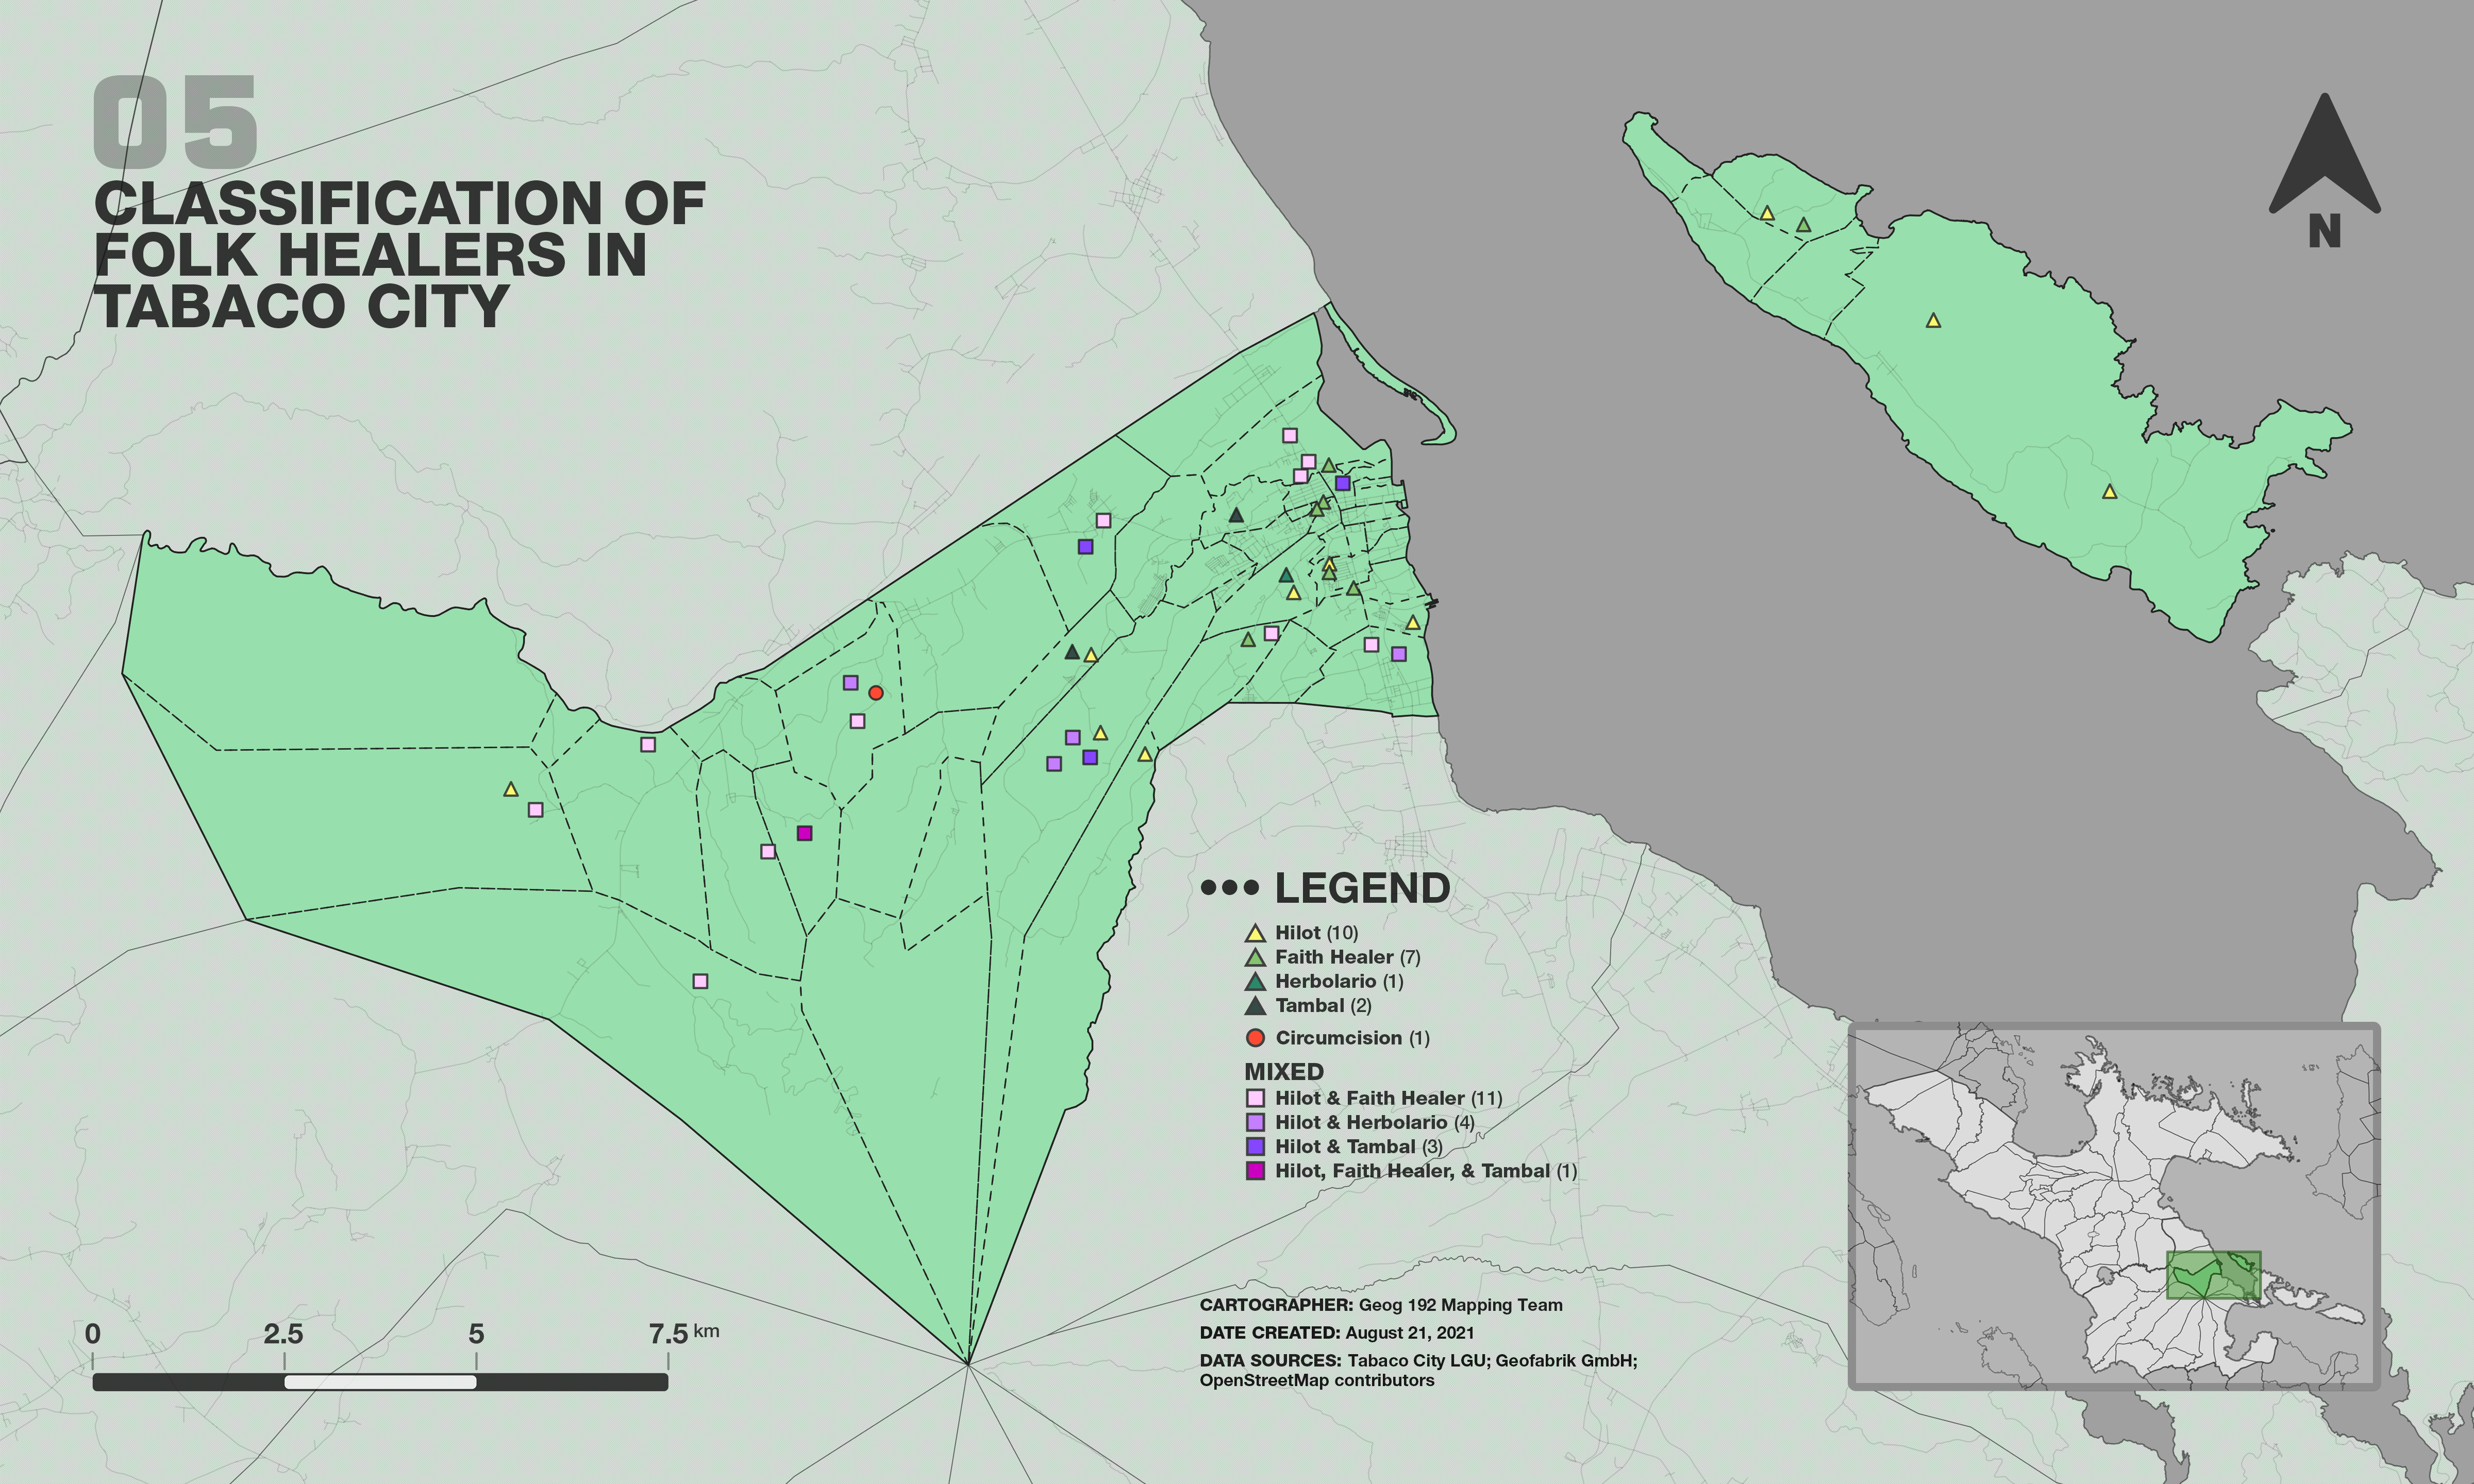 05
CLASSIFICATION OF
FOLK HEALERS IN
TABACO CITY
N
••• LEGEND
Hilot (10)
Faith Healer (7)
Herbolario (1)
Tambal (2)
Circumcision (1)
MIXED
Hilot & Faith Healer (11)
Hilot & Herbolario (4)
Hilot & Tambal (3)
Hilot, Faith Healer, & Tambal (1)
CARTOGRAPHER: Geog 192 Mapping Team
DATE CREATED: August 21, 2021
DATA SOURCES: Tabaco City LGU; Geofabrik GmbH;
OpenStreetMap contributors
0 2.5 5 7.5 km